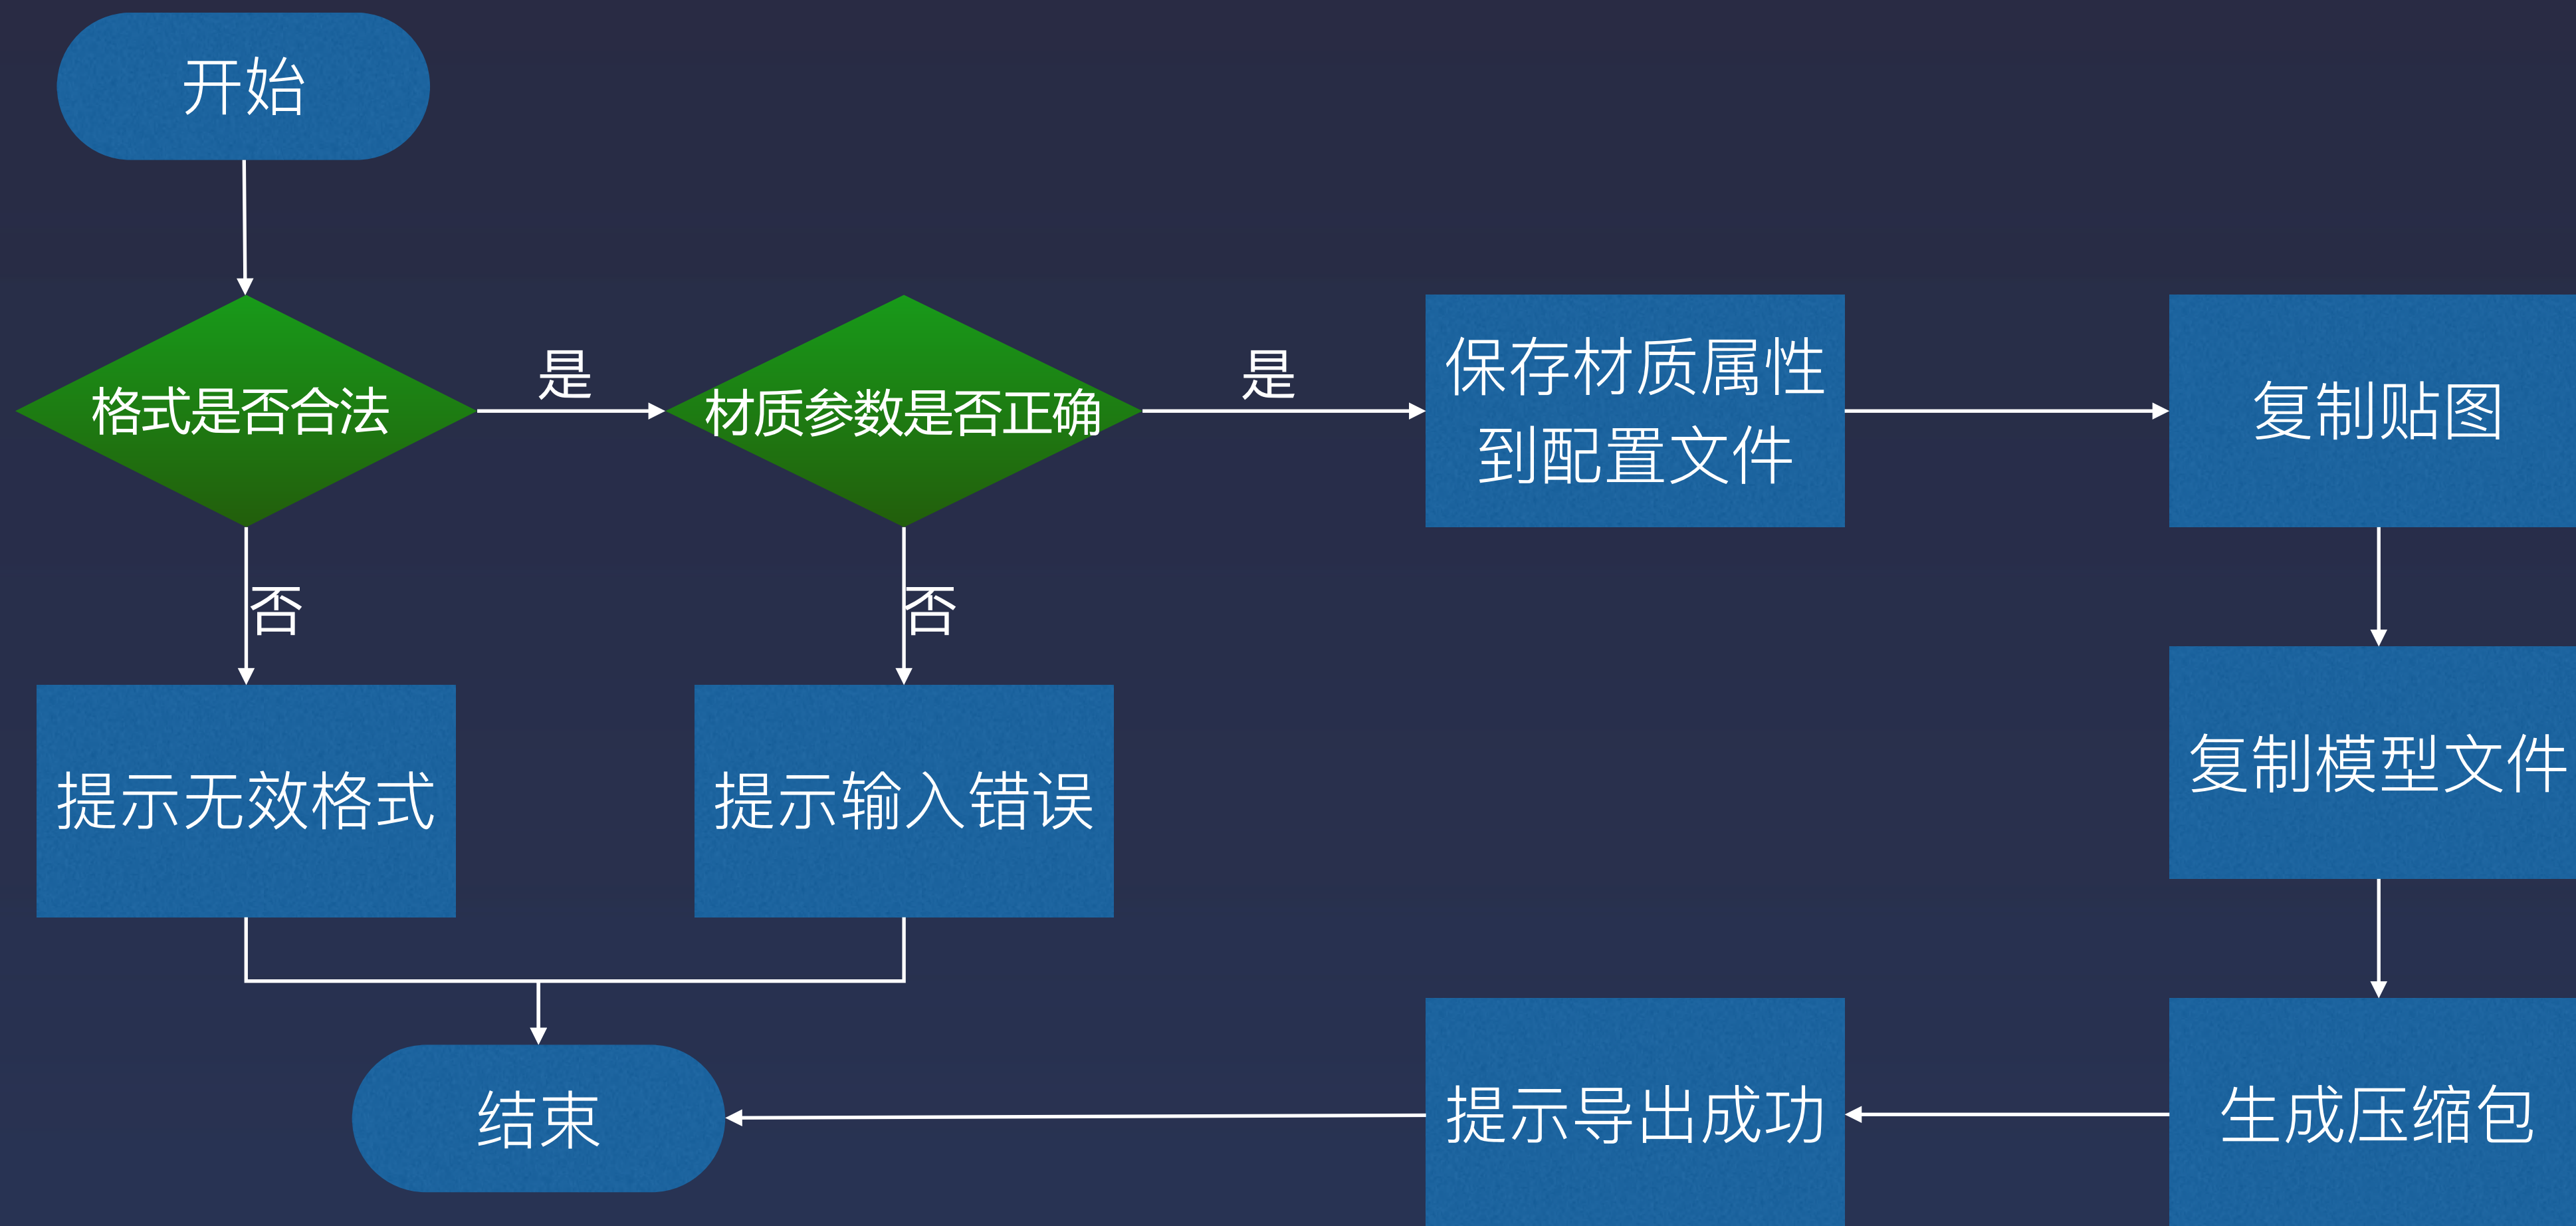 开始
格式是否合法
是
材质参数是否正确
是
保存材质属性
到配置文件
复制贴图
否
否
提示无效格式
提示输入错误
复制模型文件
结束
提示导出成功
生成压缩包